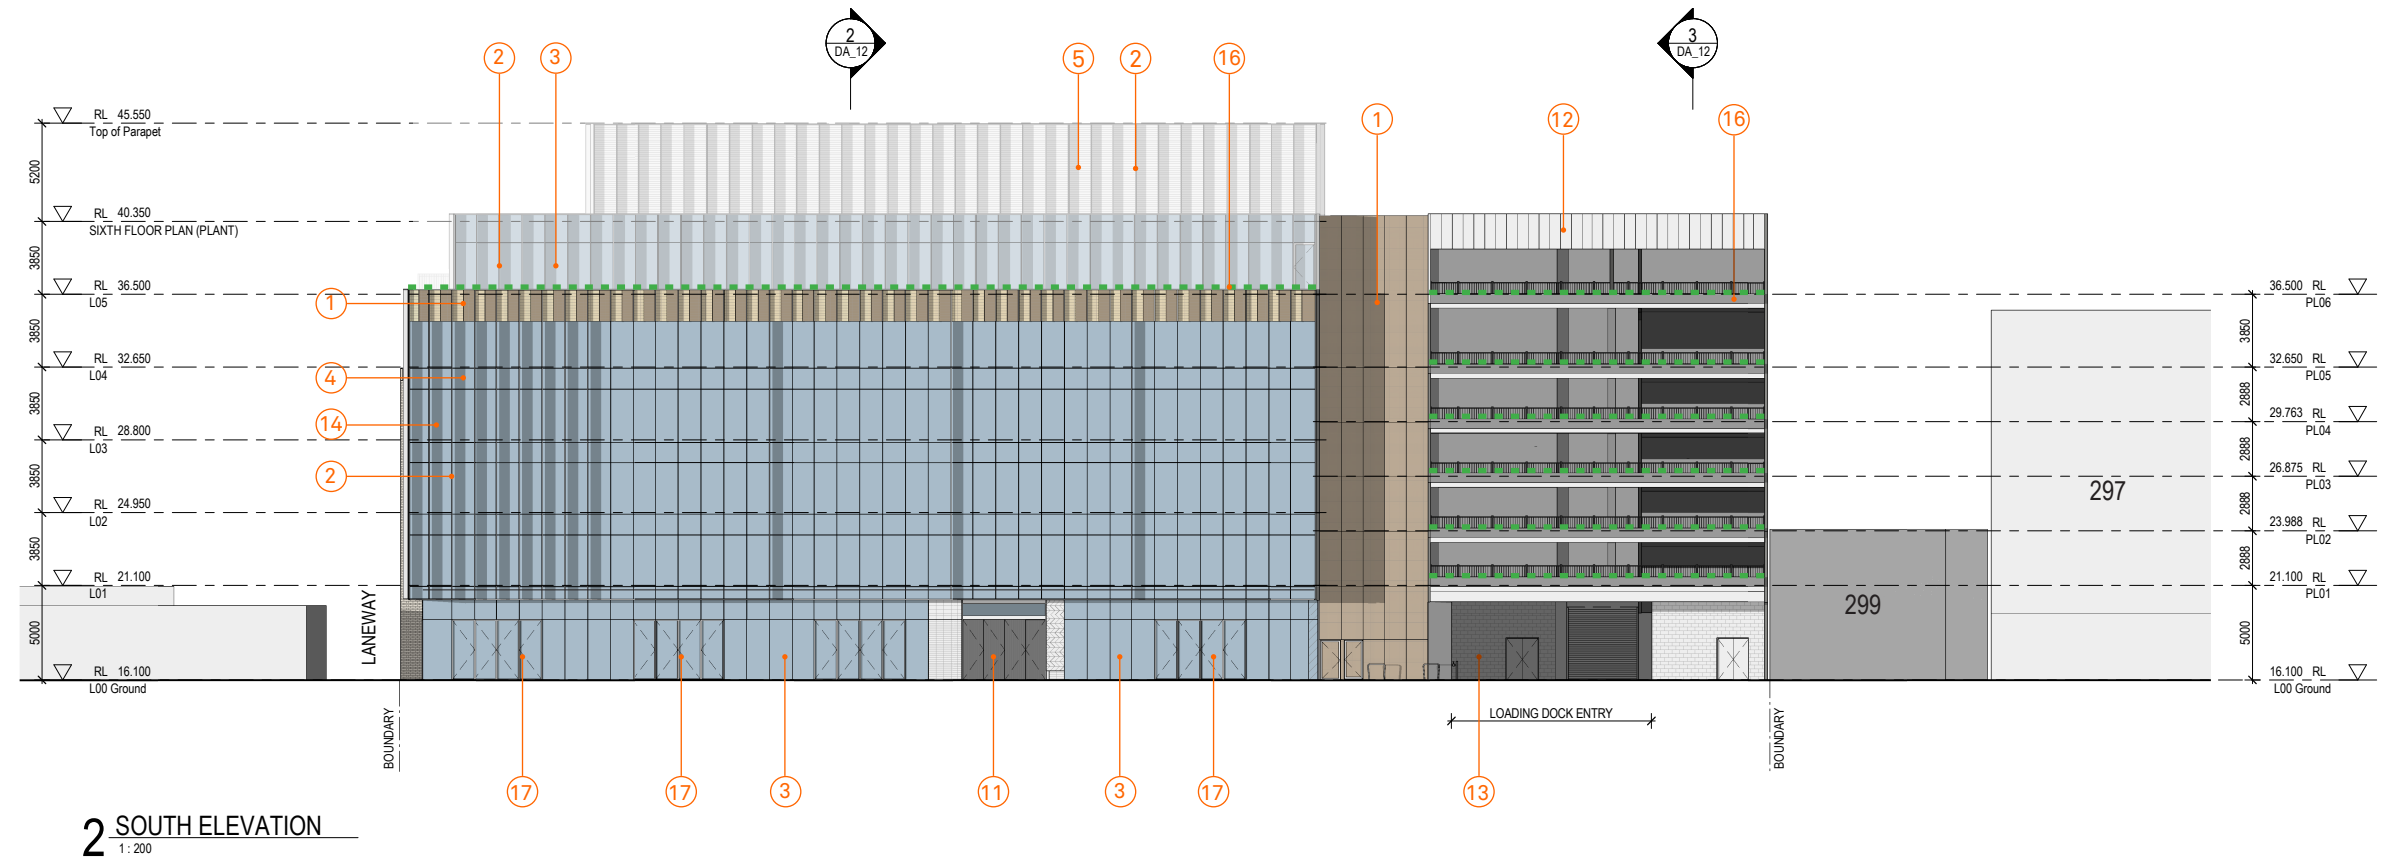 2
DA_12
3
DA_12
2
3
5
2
16
1
12
16
RL 45.550
Top of Parapet
5200
RL 40.350
SIXTH FLOOR PLAN (PLANT)
3850
RL 36.500
L05
3850
RL 32.650
L04
3850
RL 28.800
L03
3850
RL 24.950
L02
3850
RL 21.100
L01
5000
RL 16.100
L00 Ground
1
4
14
2
LANEWAY
BOUNDARY
36.500 RL
PL06
3850
32.650 RL
PL05
2888
29.763 RL
PL04
2888
26.875 RL
PL03
2888
23.988 RL
PL02
2888
21.100 RL
PL01
5000
16.100 RL
L00 Ground
297
299
LOADING DOCK ENTRY
BOUNDARY
17
17
3
11
3
17
13
2 SOUTH ELEVATION
1 : 200